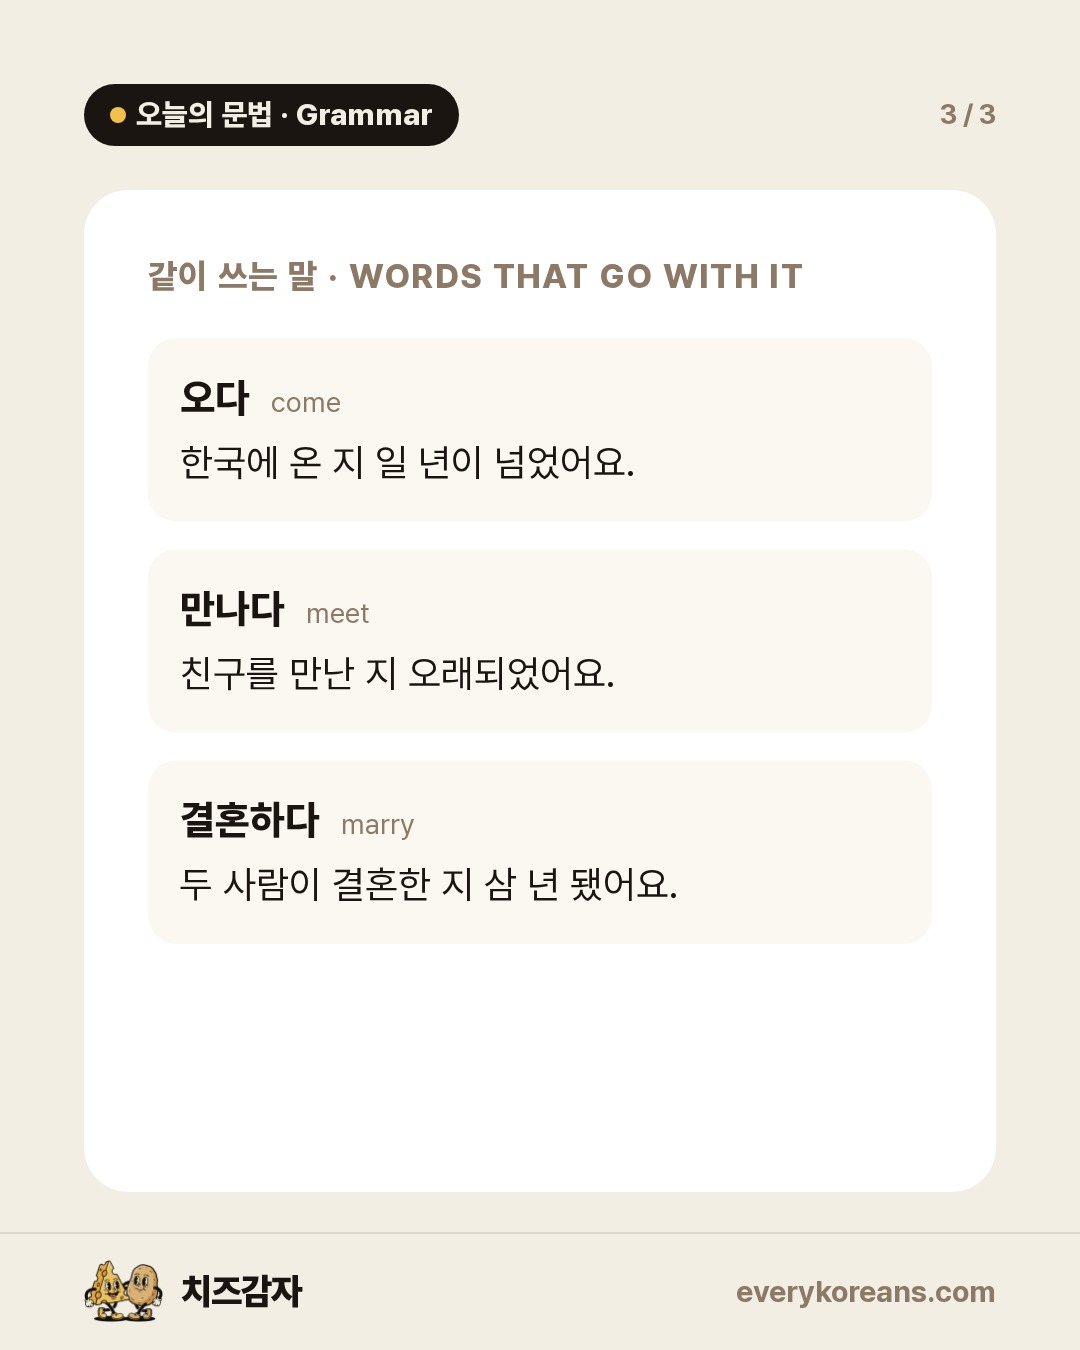 오늘의 문법 · Grammar
3 / 3
같이 쓰는 말 · WORDS THAT GO WITH IT
오다 come
한국에 온 지 일 년이 넘었어요.
만나다 meet
친구를 만난 지 오래되었어요.
결혼하다 marry
두 사람이 결혼한 지 삼 년 됐어요.
치즈감자
everykoreans.com